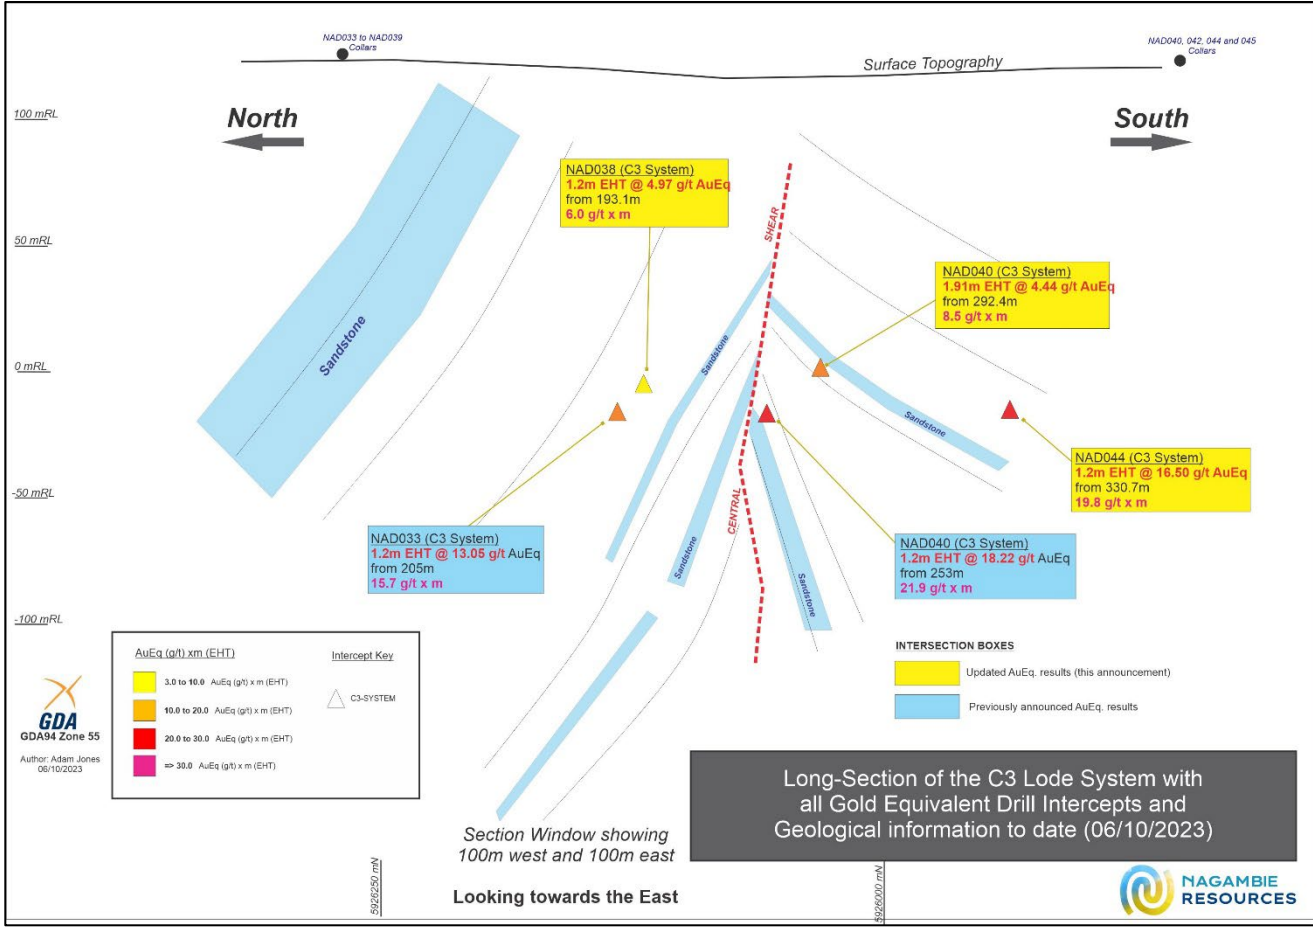 NAD033 to NAD039
Collars
NAD040, 042, 044 and 045
Collars
Surface Topography
100 mRL
North
South
NAD038 (C3 System)
1.2m EHT @ 4.97 g/t AuEq
from 193.1m
6.0 g/t x m
SHEAR
50 mRL
NAD040 (C3 System)
1.91m EHT @ 4.44 g/t AuEq
from 292.4m
8.5 g/t x m
Sandstone
Sandstone
0 mRL
Sandstone
NAD044 (C3 System)
1.2m EHT @ 16.50 g/t AuEq
from 330.7m
19.8 g/t x m
-50 mRL
CENTRAL
NAD033 (C3 System)
1.2m EHT @ 13.05 g/t AuEq
from 205m
15.7 g/t x m
NAD040 (C3 System)
1.2m EHT @ 18.22 g/t AuEq
from 253m
21.9 g/t x m
Sandstone
Sandstone
-100 mRL
AuEq (g/t) xm (EHT)
Intercept Key
3.0 to 10.0 AuEq (g/t) x m (EHT)
10.0 to 20.0 AuEq (g/t) x m (EHT)
20.0 to 30.0 AuEq (g/t) x m (EHT)
=> 30.0 AuEq (g/t) x m (EHT)
C3-SYSTEM
INTERSECTION BOXES
Updated AuEq. results (this announcement)
Previously announced AuEq. results
GDA
GDA94 Zone 55
Author: Adam Jones
06/10/2023
Long-Section of the C3 Lode System with
all Gold Equivalent Drill Intercepts and
Geological information to date (06/10/2023)
Section Window showing
100m west and 100m east
5926250 mN
Looking towards the East
5926000 mN
NAGAMBIE
RESOURCES